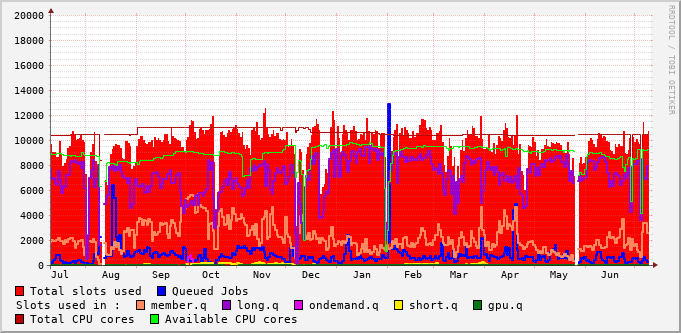 20000
18000
16000
14000
12000
10000
8000
6000
4000
2000
0
Jul Aug Sep Oct Nov Dec Jan Feb Mar Apr May Jun
RRDTOOL / TOBI OETIKER
Total slots used Queued Jobs
Slots used in : member.q long.q ondemand.q short.q gpu.q
Total CPU cores Available CPU cores